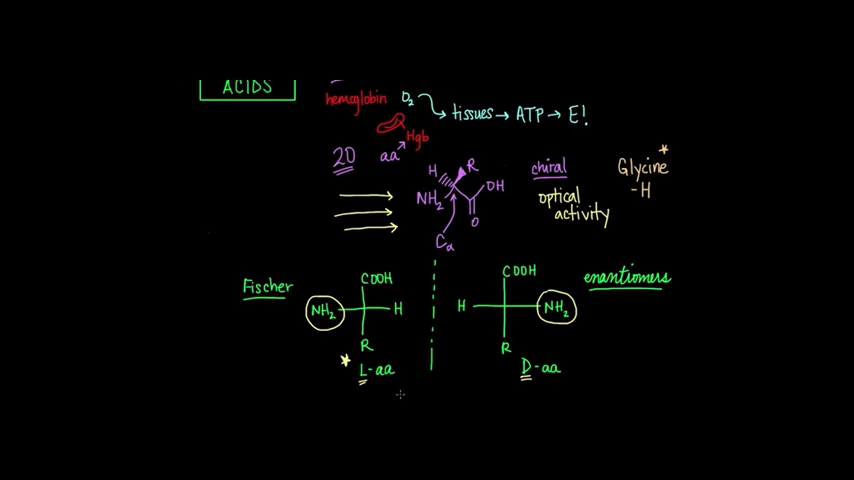 ACIDS
hemoglobin O₂ → tissues → ATP → E!
Hgb
20 aa
H R
NH₂ OH
O
Cα
chiral
optical
activity
Glycine *
-H
Fischer
COOH
NH₂ H
R
* L-aa
COOH
H NH₂
R
D-aa
enantiomers